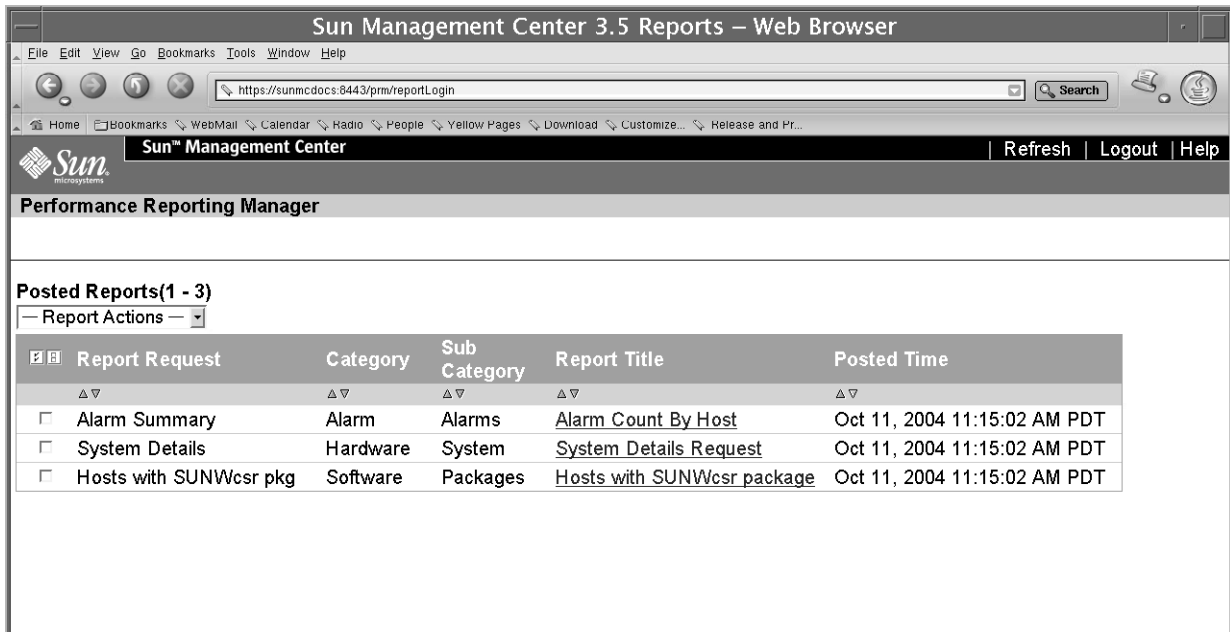 Sun Management Center 3.5 Reports – Web Browser
File Edit View Go Bookmarks Tools Window Help
https://sunmcdocs:8443/prm/reportLogin Search
Home Bookmarks WebMail Calendar Radio People Yellow Pages Download Customize... Release and Pr...
Sun™ Management Center | Refresh | Logout | Help
Sun
microsystems
Performance Reporting Manager
Posted Reports(1 - 3)
— Report Actions —
Report Request Category Sub Category Report Title Posted Time
Alarm Summary Alarm Alarms Alarm Count By Host Oct 11, 2004 11:15:02 AM PDT
System Details Hardware System System Details Request Oct 11, 2004 11:15:02 AM PDT
Hosts with SUNWcsr pkg Software Packages Hosts with SUNWcsr package Oct 11, 2004 11:15:02 AM PDT